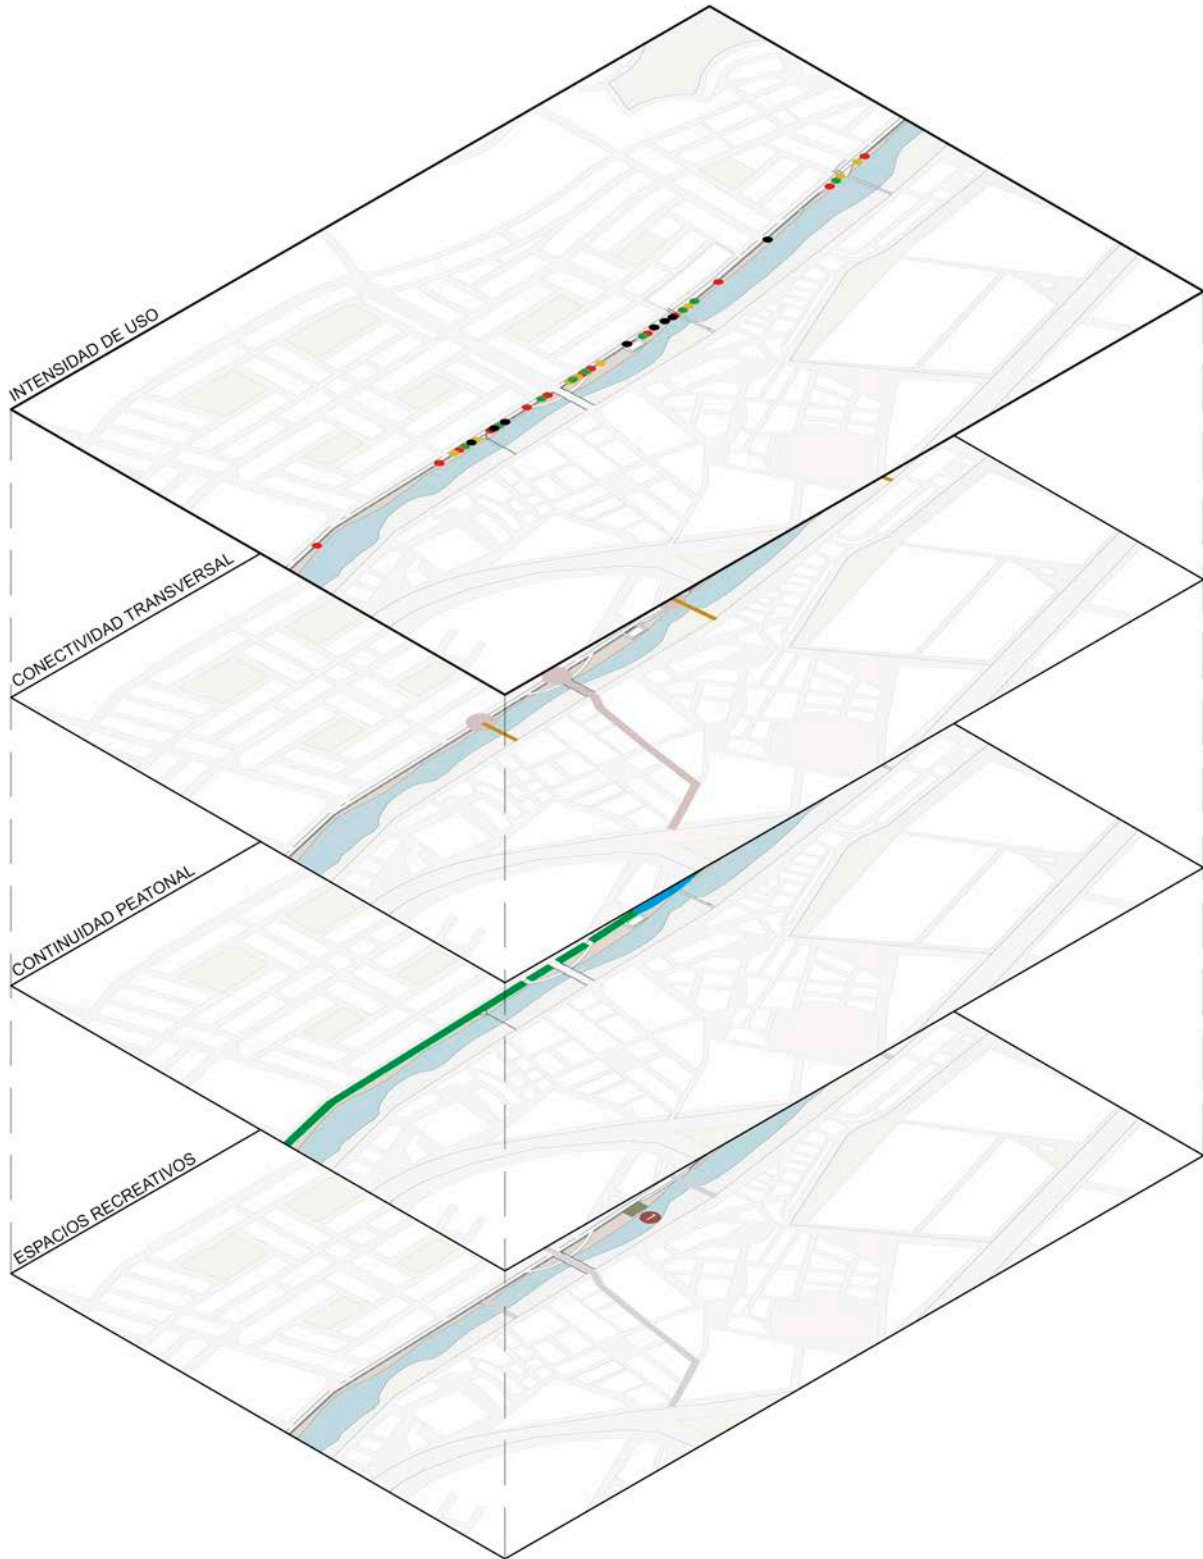 INTENSIDAD DE USO
CONECTIVIDAD TRANSVERSAL
CONTINUIDAD PEATONAL
ESPACIOS RECREATIVOS